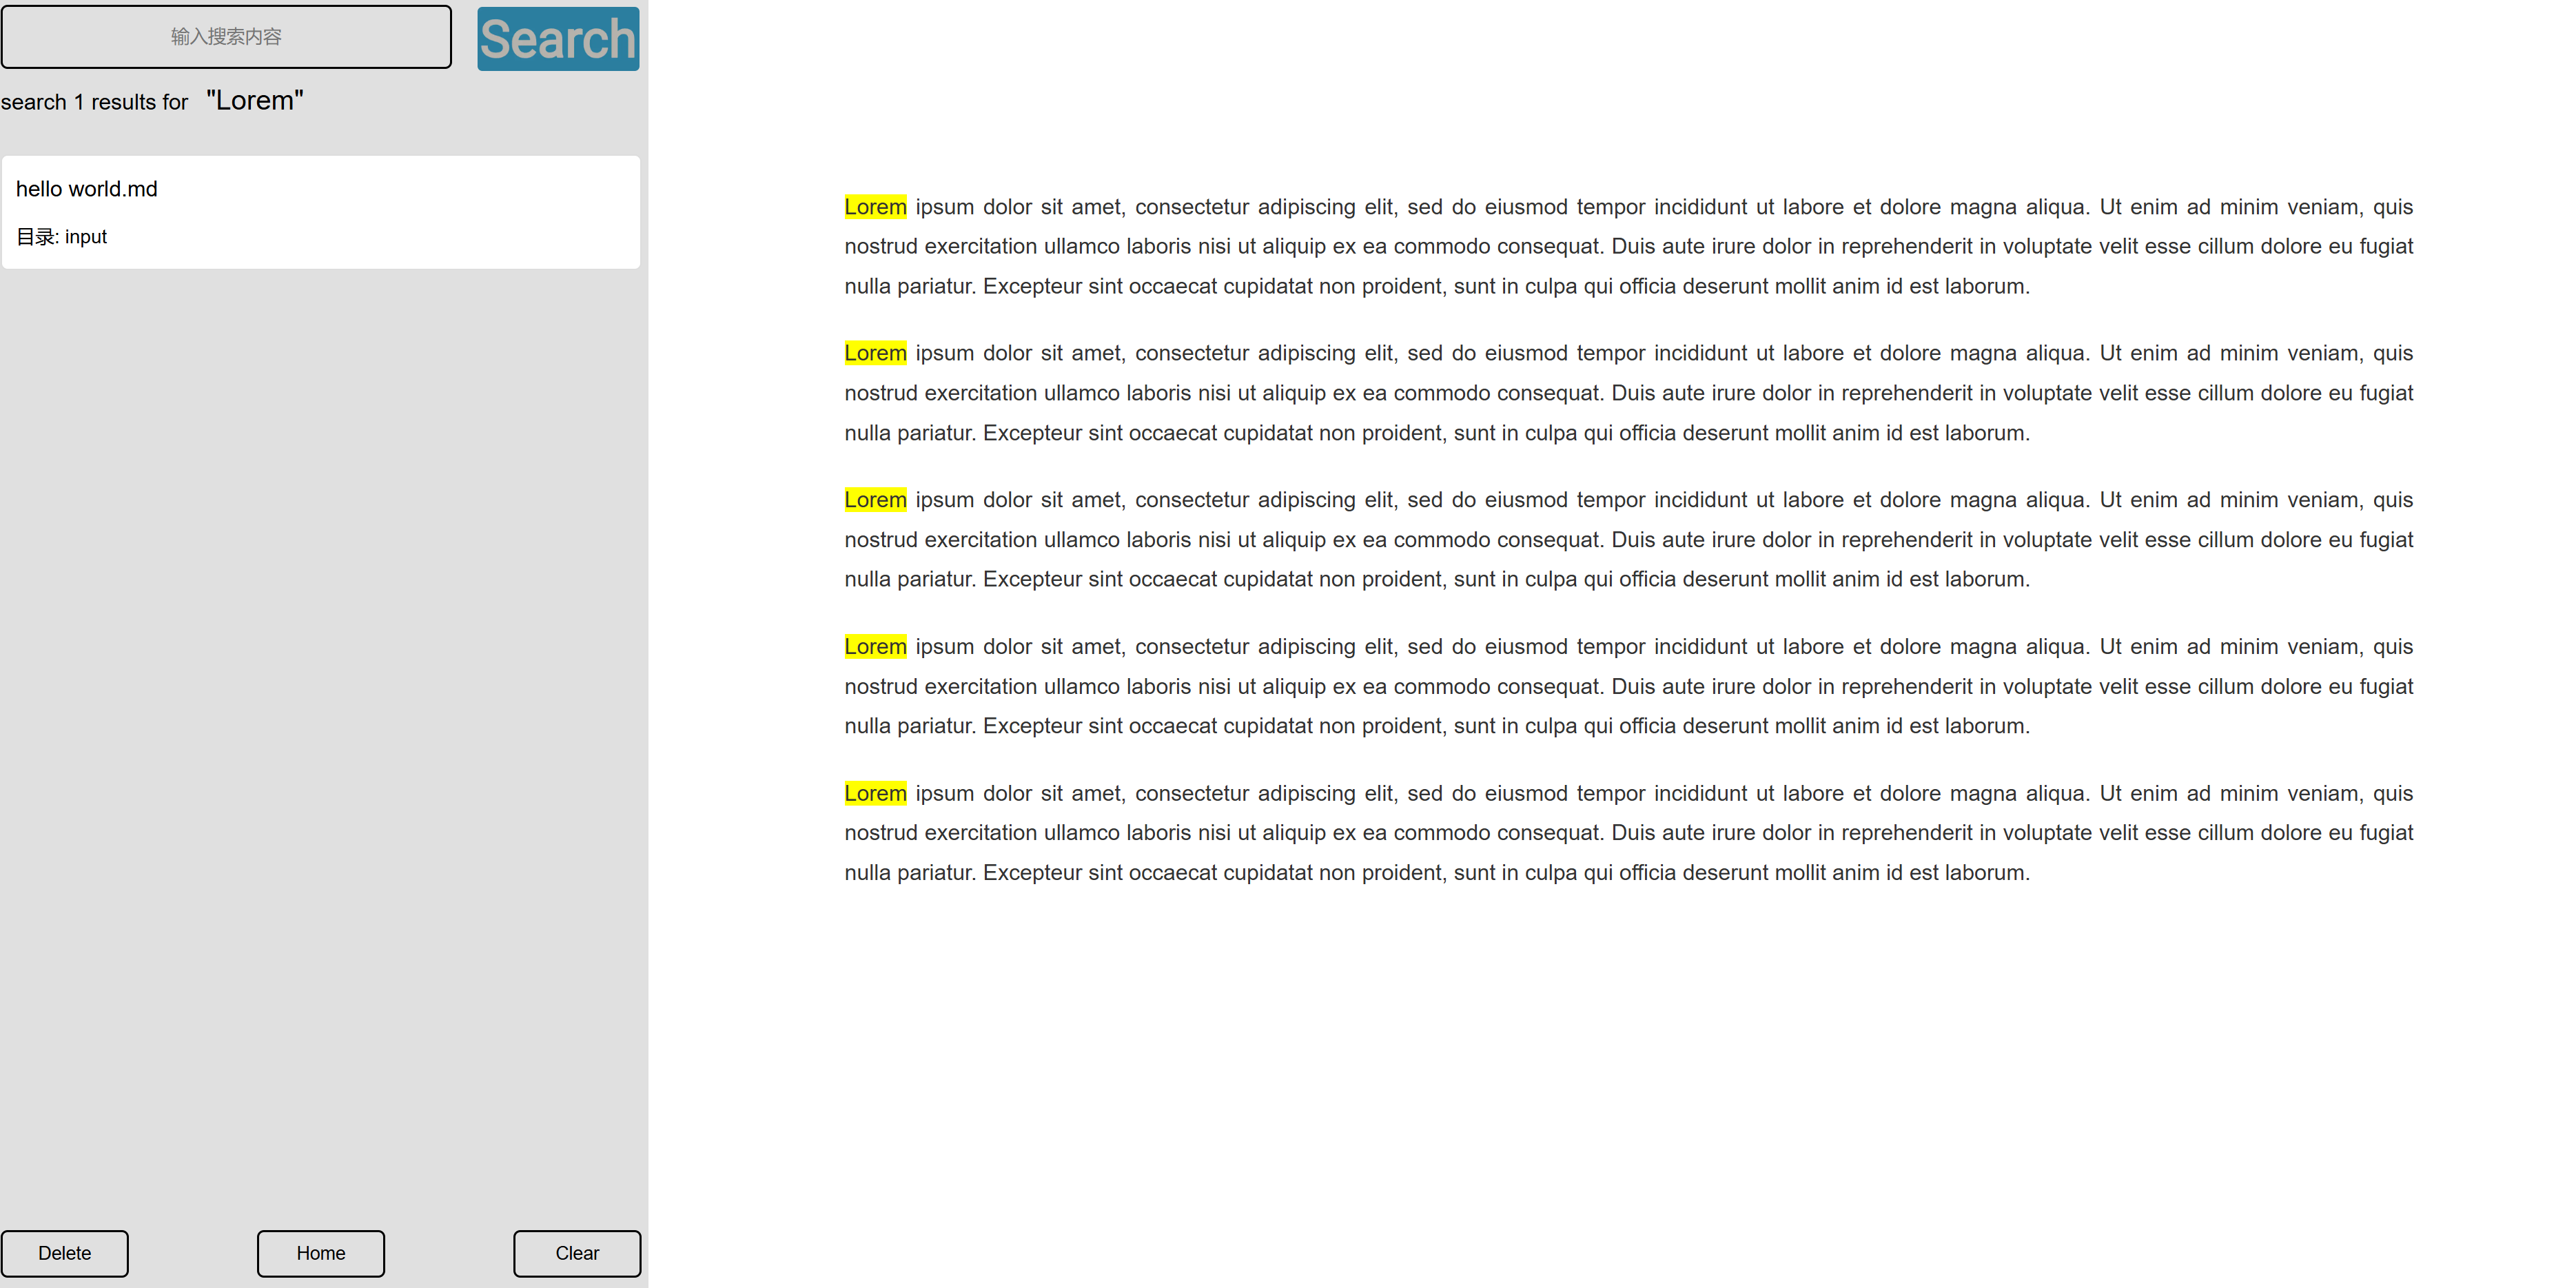 输入搜索内容
Search
search 1 results for "Lorem"
hello world.md
目录: input
Delete
Home
Clear
Lorem ipsum dolor sit amet, consectetur adipiscing elit, sed do eiusmod tempor incididunt ut labore et dolore magna aliqua. Ut enim ad minim veniam, quis
nostrud exercitation ullamco laboris nisi ut aliquip ex ea commodo consequat. Duis aute irure dolor in reprehenderit in voluptate velit esse cillum dolore eu fugiat
nulla pariatur. Excepteur sint occaecat cupidatat non proident, sunt in culpa qui officia deserunt mollit anim id est laborum.
Lorem ipsum dolor sit amet, consectetur adipiscing elit, sed do eiusmod tempor incididunt ut labore et dolore magna aliqua. Ut enim ad minim veniam, quis
nostrud exercitation ullamco laboris nisi ut aliquip ex ea commodo consequat. Duis aute irure dolor in reprehenderit in voluptate velit esse cillum dolore eu fugiat
nulla pariatur. Excepteur sint occaecat cupidatat non proident, sunt in culpa qui officia deserunt mollit anim id est laborum.
Lorem ipsum dolor sit amet, consectetur adipiscing elit, sed do eiusmod tempor incididunt ut labore et dolore magna aliqua. Ut enim ad minim veniam, quis
nostrud exercitation ullamco laboris nisi ut aliquip ex ea commodo consequat. Duis aute irure dolor in reprehenderit in voluptate velit esse cillum dolore eu fugiat
nulla pariatur. Excepteur sint occaecat cupidatat non proident, sunt in culpa qui officia deserunt mollit anim id est laborum.
Lorem ipsum dolor sit amet, consectetur adipiscing elit, sed do eiusmod tempor incididunt ut labore et dolore magna aliqua. Ut enim ad minim veniam, quis
nostrud exercitation ullamco laboris nisi ut aliquip ex ea commodo consequat. Duis aute irure dolor in reprehenderit in voluptate velit esse cillum dolore eu fugiat
nulla pariatur. Excepteur sint occaecat cupidatat non proident, sunt in culpa qui officia deserunt mollit anim id est laborum.
Lorem ipsum dolor sit amet, consectetur adipiscing elit, sed do eiusmod tempor incididunt ut labore et dolore magna aliqua. Ut enim ad minim veniam, quis
nostrud exercitation ullamco laboris nisi ut aliquip ex ea commodo consequat. Duis aute irure dolor in reprehenderit in voluptate velit esse cillum dolore eu fugiat
nulla pariatur. Excepteur sint occaecat cupidatat non proident, sunt in culpa qui officia deserunt mollit anim id est laborum.